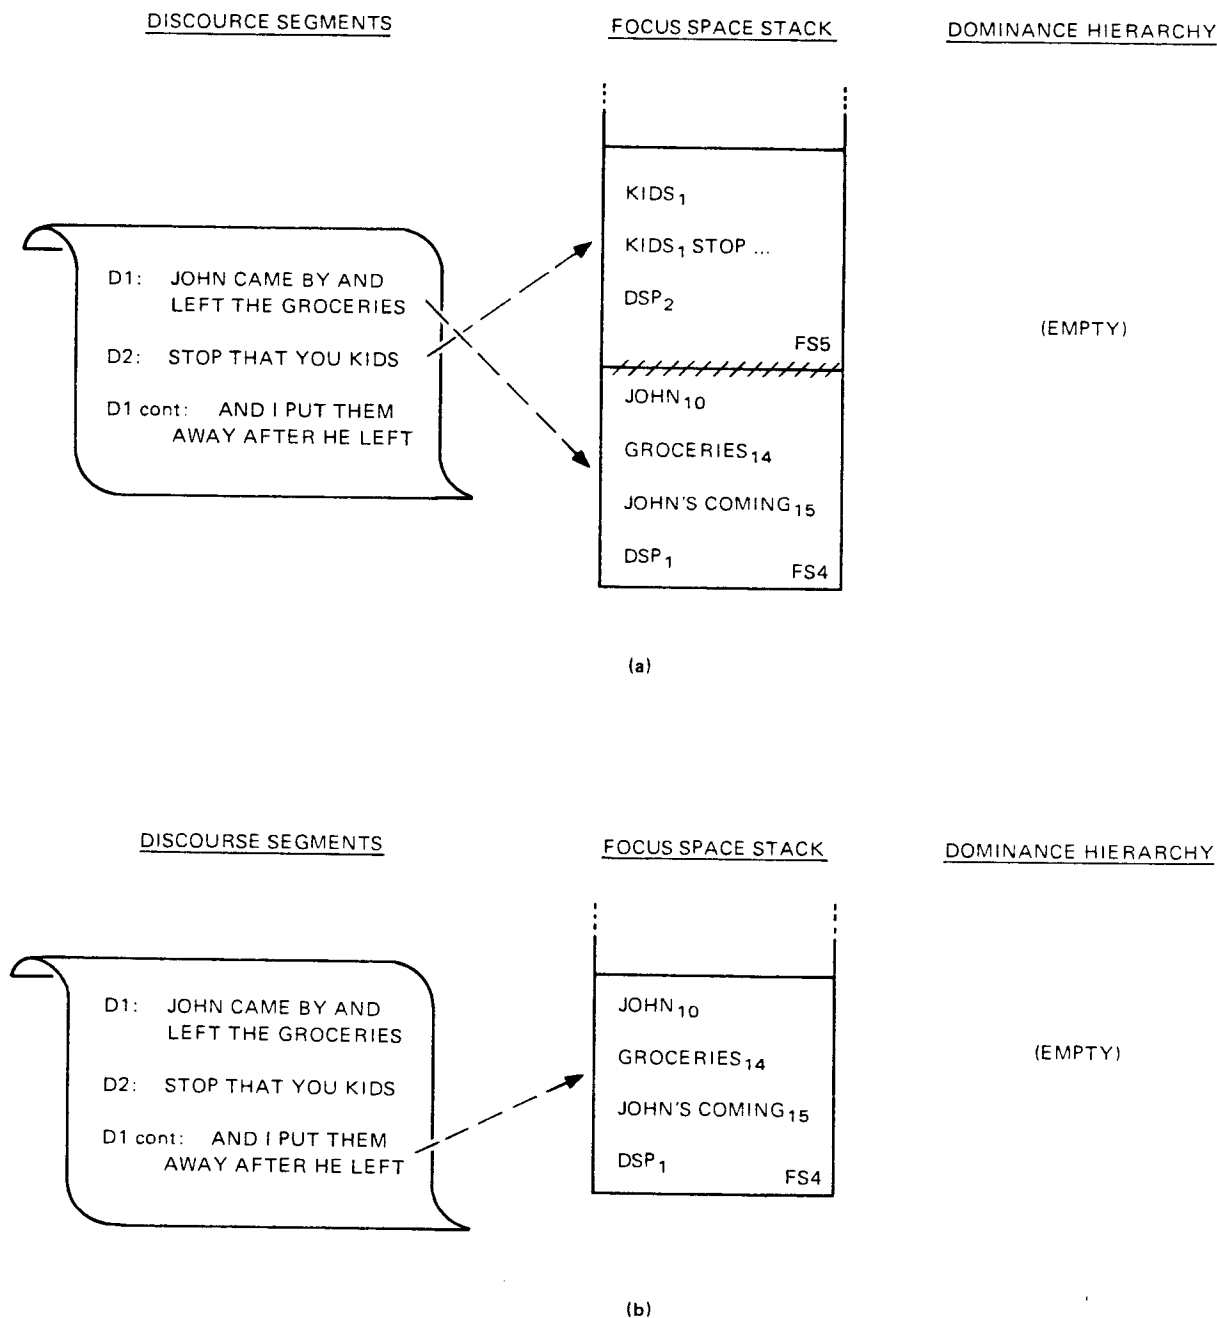 DISCOURCE SEGMENTS
FOCUS SPACE STACK
DOMINANCE HIERARCHY
D1: JOHN CAME BY AND
LEFT THE GROCERIES
D2: STOP THAT YOU KIDS
D1 cont: AND I PUT THEM
AWAY AFTER HE LEFT
KIDS1
KIDS1 STOP ...
DSP2
FS5
JOHN10
GROCERIES14
JOHN'S COMING15
DSP1
FS4
(EMPTY)
(a)
DISCOURSE SEGMENTS
FOCUS SPACE STACK
DOMINANCE HIERARCHY
D1: JOHN CAME BY AND
LEFT THE GROCERIES
D2: STOP THAT YOU KIDS
D1 cont: AND I PUT THEM
AWAY AFTER HE LEFT
JOHN10
GROCERIES14
JOHN'S COMING15
DSP1
FS4
(EMPTY)
(b)